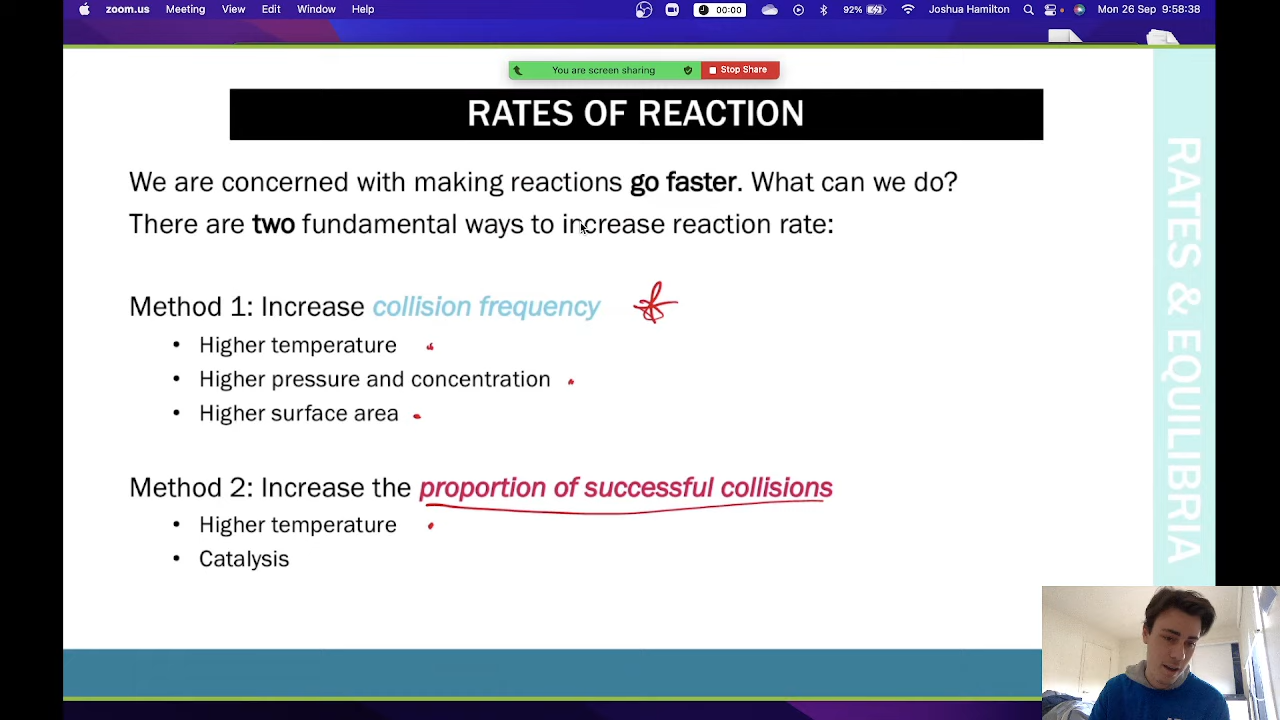 zoom.us Meeting View Edit Window Help 00:00 92% Joshua Hamilton Mon 26 Sep 9:58:38
You are screen sharing Stop Share
RATES OF REACTION
We are concerned with making reactions go faster. What can we do?
There are two fundamental ways to increase reaction rate:
Method 1: Increase collision frequency
• Higher temperature
• Higher pressure and concentration
• Higher surface area
Method 2: Increase the proportion of successful collisions
• Higher temperature
• Catalysis
RATES & EQUILIBRIA